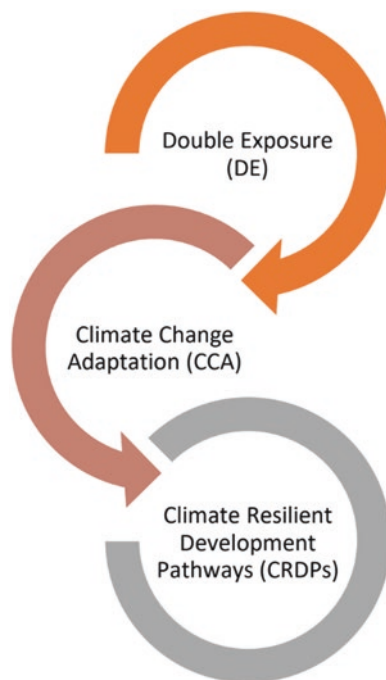 Double Exposure
(DE)
Climate Change
Adaptation (CCA)
Climate Resilient
Development
Pathways (CRDPs)